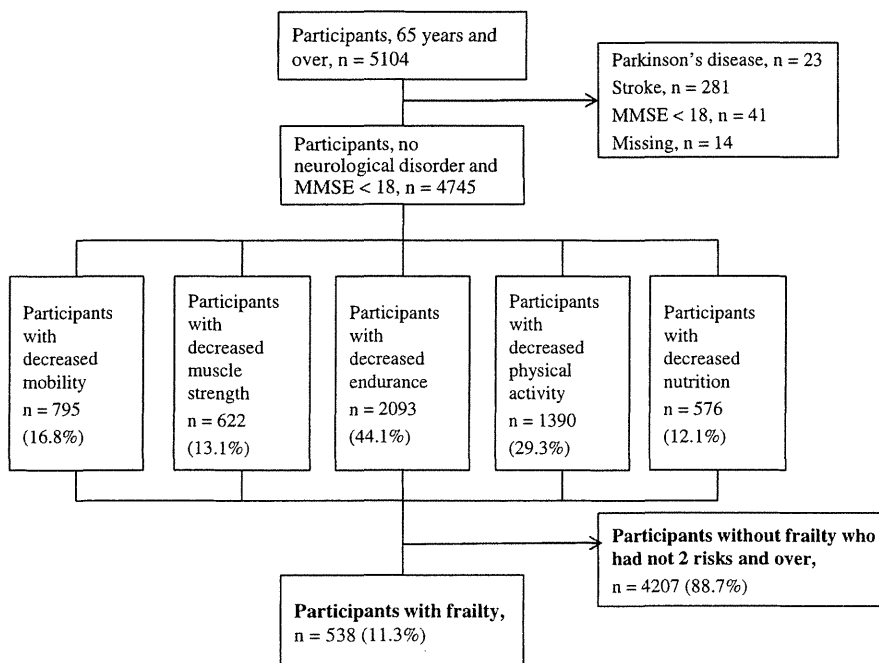 Participants, 65 years and
over, n = 5104
Parkinson's disease, n = 23
Stroke, n = 281
MMSE < 18, n = 41
Missing, n = 14
Participants, no
neurological disorder and
MMSE < 18, n = 4745
Participants
with
decreased
mobility
n = 795
(16.8%)
Participants
with
decreased
muscle
strength
n = 622
(13.1%)
Participants
with
decreased
endurance
n = 2093
(44.1%)
Participants
with
decreased
physical
activity
n = 1390
(29.3%)
Participants
with
decreased
nutrition
n = 576
(12.1%)
Participants without frailty who
had not 2 risks and over,
n = 4207 (88.7%)
Participants with frailty,
n = 538 (11.3%)